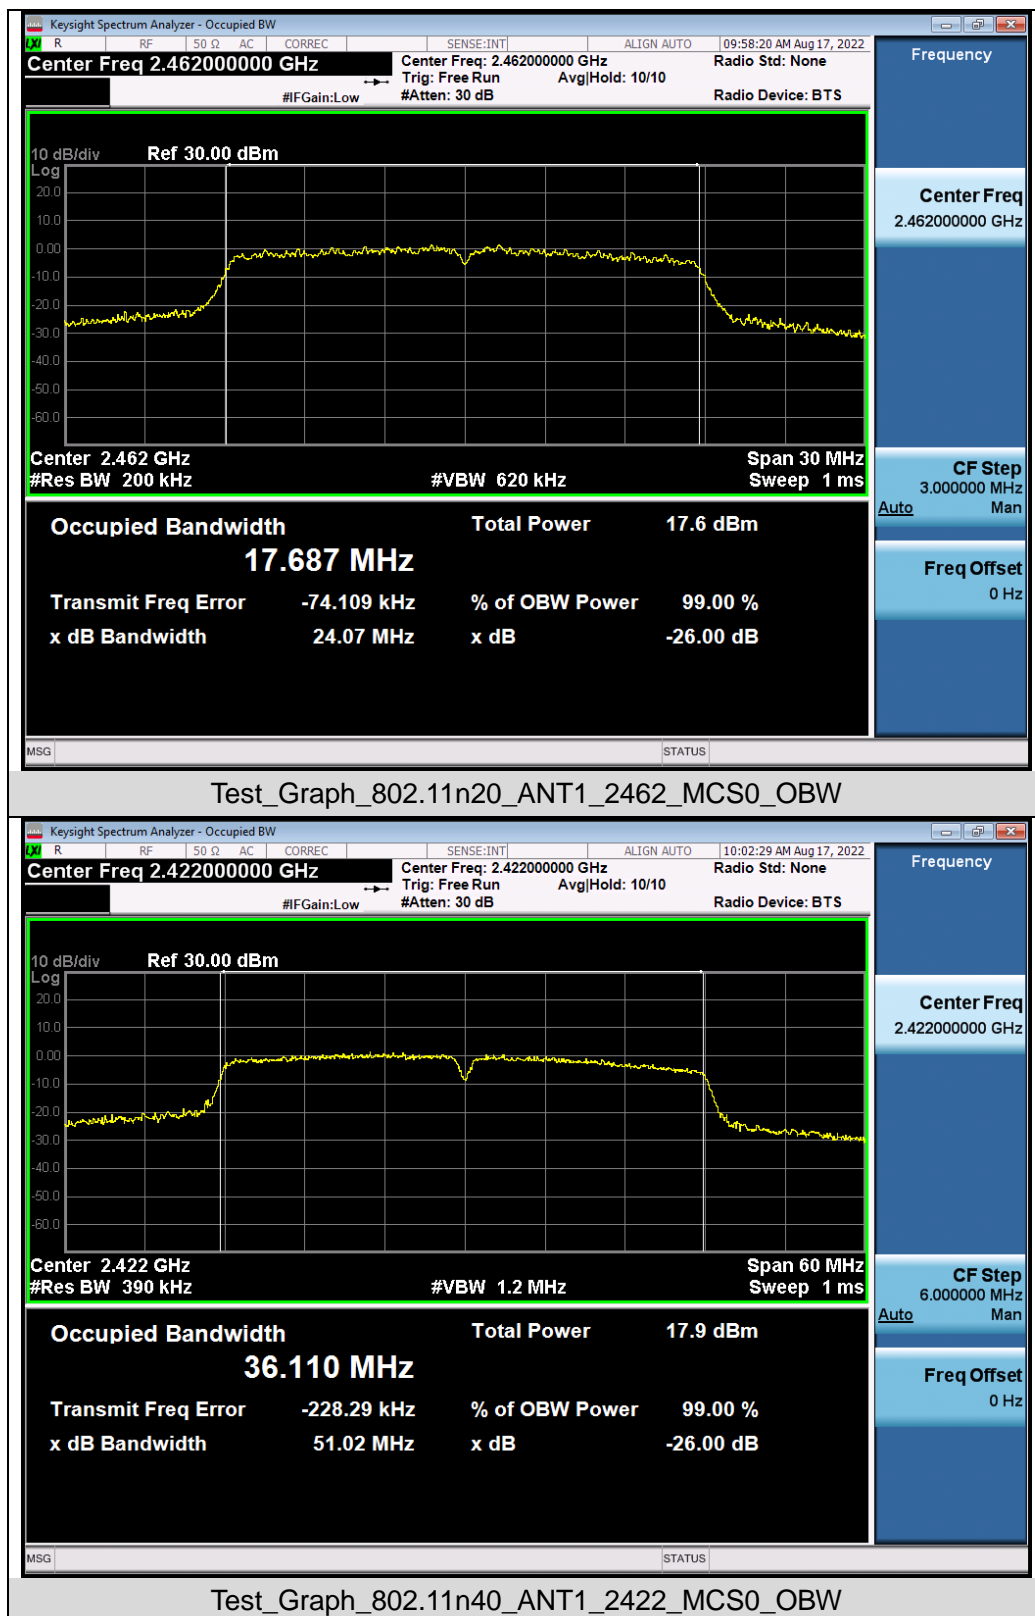 Keysight Spectrum Analyzer - Occupied BW
LXI R RF 50 Ω AC CORREC SENSE:INT ALIGN AUTO 09:58:20 AM Aug 17, 2022
Center Freq 2.462000000 GHz
#IFGain:Low
Center Freq: 2.462000000 GHz
Trig: Free Run Avg|Hold: 10/10
#Atten: 30 dB
Radio Std: None
Radio Device: BTS
Frequency
10 dB/div Ref 30.00 dBm
Log
20.0
10.0
0.00
-10.0
-20.0
-30.0
-40.0
-50.0
-60.0
Center 2.462 GHz Span 30 MHz
#Res BW 200 kHz #VBW 620 kHz Sweep 1 ms
Center Freq
2.462000000 GHz
CF Step
3.000000 MHz
Auto Man
Freq Offset
0 Hz
Occupied Bandwidth Total Power 17.6 dBm
17.687 MHz
Transmit Freq Error -74.109 kHz % of OBW Power 99.00 %
x dB Bandwidth 24.07 MHz x dB -26.00 dB
MSG STATUS
Test_Graph_802.11n20_ANT1_2462_MCS0_OBW
Keysight Spectrum Analyzer - Occupied BW
LXI R RF 50 Ω AC CORREC SENSE:INT ALIGN AUTO 10:02:29 AM Aug 17, 2022
Center Freq 2.422000000 GHz
#IFGain:Low
Center Freq: 2.422000000 GHz
Trig: Free Run Avg|Hold: 10/10
#Atten: 30 dB
Radio Std: None
Radio Device: BTS
Frequency
10 dB/div Ref 30.00 dBm
Log
20.0
10.0
0.00
-10.0
-20.0
-30.0
-40.0
-50.0
-60.0
Center 2.422 GHz Span 60 MHz
#Res BW 390 kHz #VBW 1.2 MHz Sweep 1 ms
Center Freq
2.422000000 GHz
CF Step
6.000000 MHz
Auto Man
Freq Offset
0 Hz
Occupied Bandwidth Total Power 17.9 dBm
36.110 MHz
Transmit Freq Error -228.29 kHz % of OBW Power 99.00 %
x dB Bandwidth 51.02 MHz x dB -26.00 dB
MSG STATUS
Test_Graph_802.11n40_ANT1_2422_MCS0_OBW